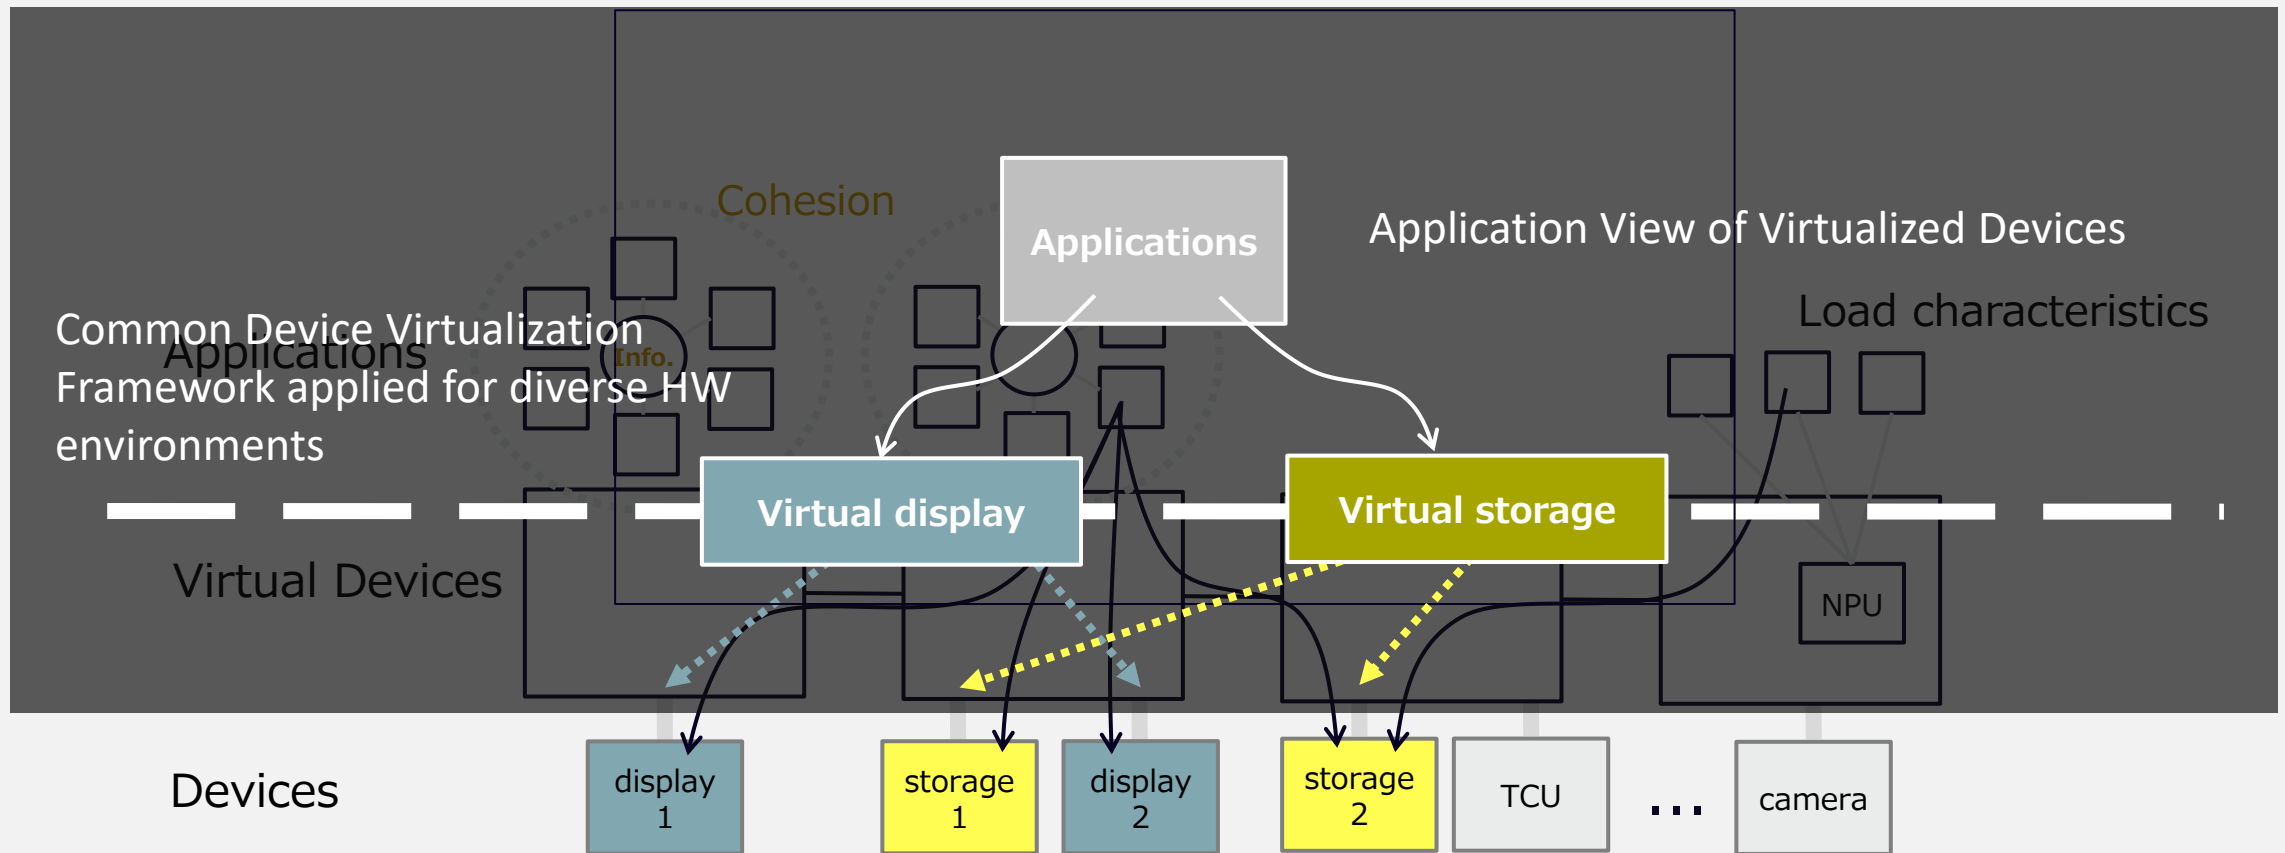 Cohesion
Applications
Application View of Virtualized Devices
Load characteristics
Common Device Virtualization
Framework applied for diverse HW
environments
Applications
Info.
Virtual display
Virtual storage
Virtual Devices
NPU
Devices
display
1
storage
1
display
2
storage
2
TCU
...
camera